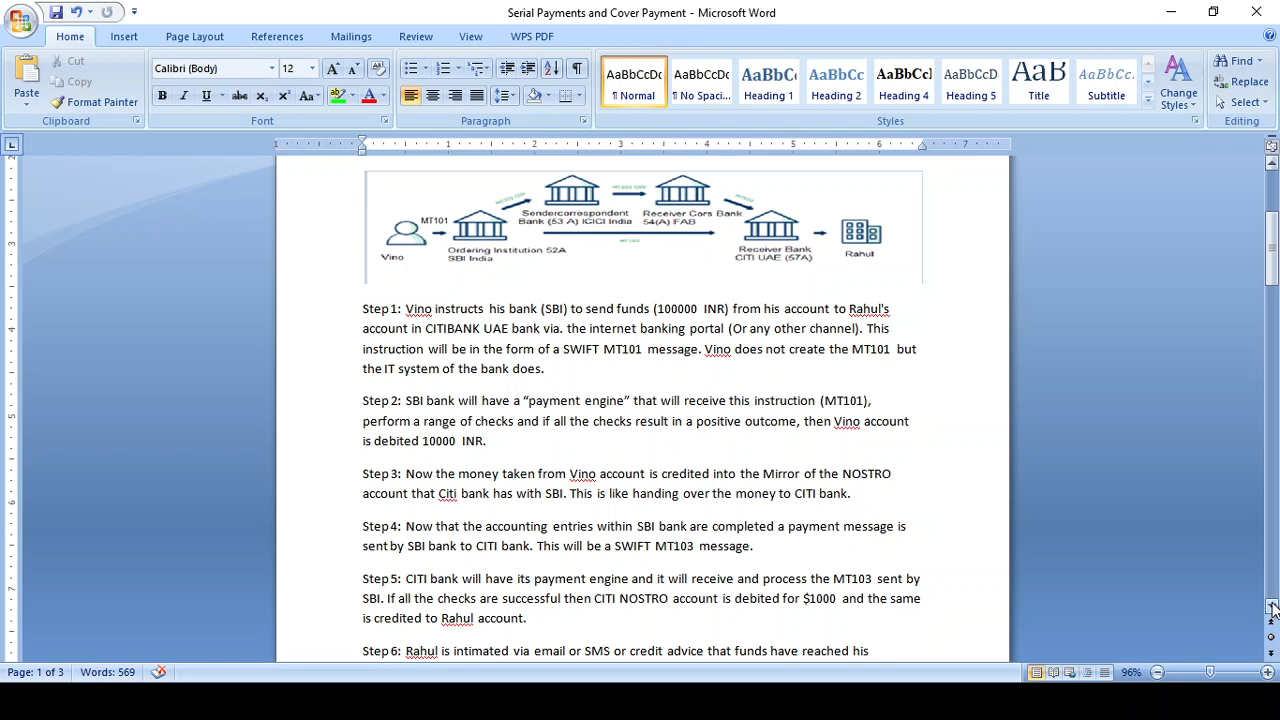 Serial Payments and Cover Payment - Microsoft Word
Home Insert Page Layout References Mailings Review View WPS PDF
Cut
Copy
Format Painter
Paste
Clipboard
Calibri (Body) 12
Font
Paragraph
AaBbCcDc AaBbCcDc AaBbC AaBbCc AaBbCcI AaBbCcD AaB AaBbCc
¶ Normal ¶ No Spaci... Heading 1 Heading 2 Heading 4 Heading 5 Title Subtitle
Change Styles
Styles
Find
Replace
Select
Editing
MT101
Vino
Ordering Institution 52A
SBI India
Sendercorrespondent
Bank (53 A) ICICI India
Receiver Cors Bank
54(A) FAB
Receiver Bank
CITI UAE (57A)
Rahul
Step 1: Vino instructs his bank (SBI) to send funds (100000 INR) from his account to Rahul's
account in CITIBANK UAE bank via. the internet banking portal (Or any other channel). This
instruction will be in the form of a SWIFT MT101 message. Vino does not create the MT101 but
the IT system of the bank does.
Step 2: SBI bank will have a “payment engine” that will receive this instruction (MT101),
perform a range of checks and if all the checks result in a positive outcome, then Vino account
is debited 10000 INR.
Step 3: Now the money taken from Vino account is credited into the Mirror of the NOSTRO
account that Citi bank has with SBI. This is like handing over the money to CITI bank.
Step 4: Now that the accounting entries within SBI bank are completed a payment message is
sent by SBI bank to CITI bank. This will be a SWIFT MT103 message.
Step 5: CITI bank will have its payment engine and it will receive and process the MT103 sent by
SBI. If all the checks are successful then CITI NOSTRO account is debited for $1000 and the same
is credited to Rahul account.
Step 6: Rahul is intimated via email or SMS or credit advice that funds have reached his
Page: 1 of 3 Words: 569 96%